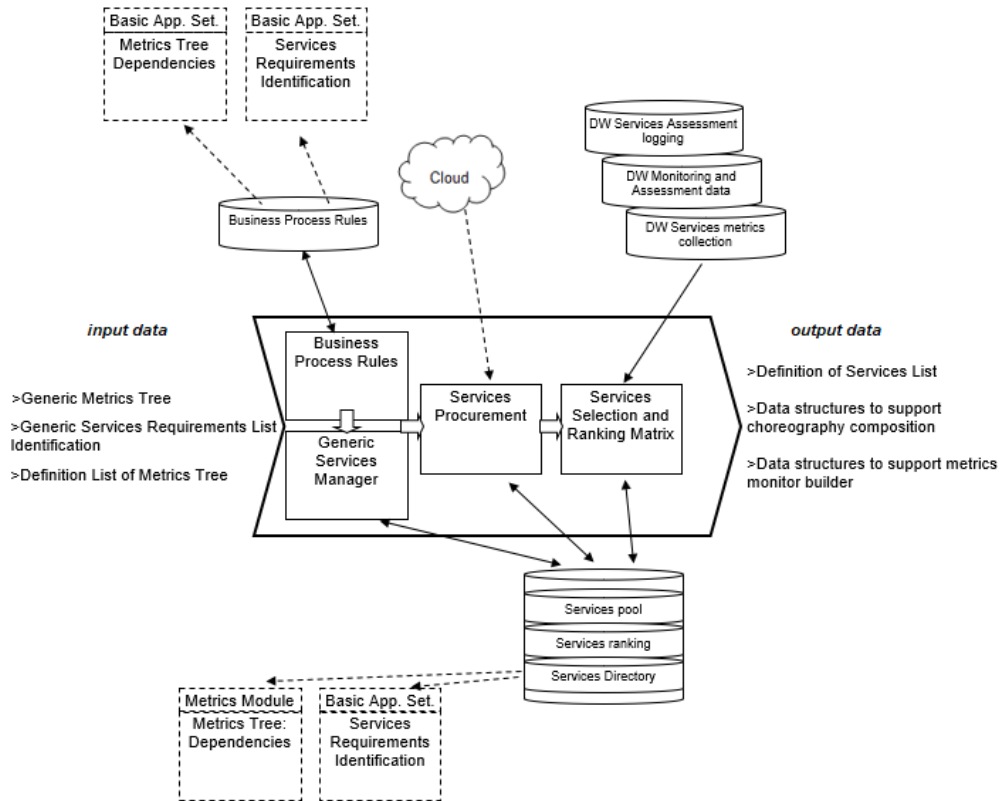 Basic App. Set.
Metrics Tree
Dependencies
Basic App. Set.
Services
Requirements
Identification
DW Services Assessment
logging
DW Monitoring and
Assessment data
DW Services metrics
collection
Cloud
Business Process Rules
input data
>Generic Metrics Tree
>Generic Services Requirements List
Identification
>Definition List of Metrics Tree
Business
Process Rules
Generic
Services
Manager
Services
Procurement
Services
Selection and
Ranking Matrix
output data
>Definition of Services List
>Data structures to support
choreography composition
>Data structures to support metrics
monitor builder
Services pool
Services ranking
Services Directory
Metrics Module
Metrics Tree:
Dependencies
Basic App. Set.
Services
Requirements
Identification